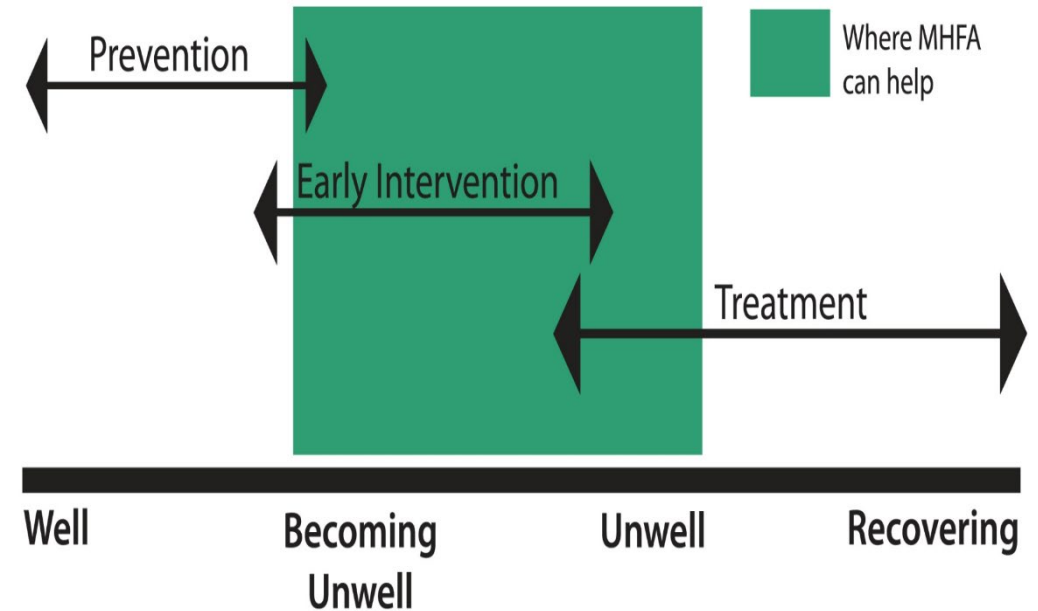 Prevention
Where MHFA
can help
Early Intervention
Treatment
Well
Becoming
Unwell
Unwell
Recovering